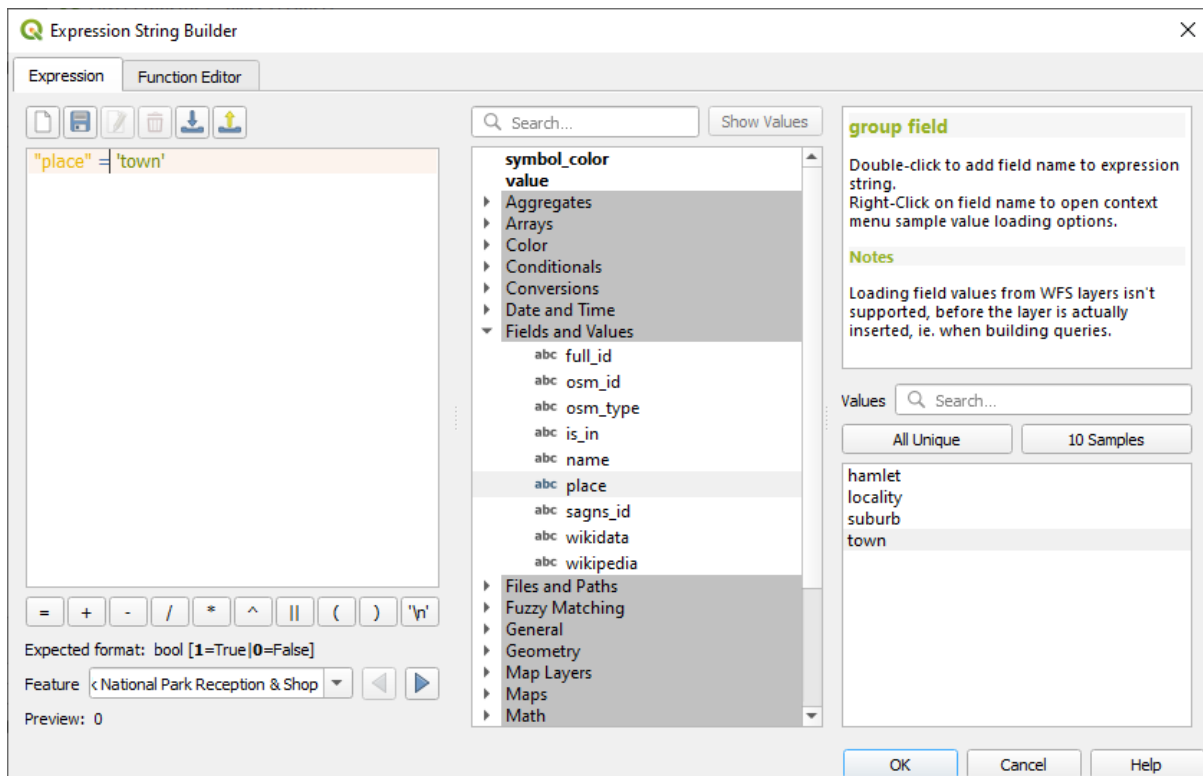 Expression String Builder
Expression
Function Editor
"place" = 'town'
=
+
-
/
*
^
||
(
)
'\n'
Expected format: bool [1=True|0=False]
Feature
‹ National Park Reception & Shop
Preview: 0
Search...
Show Values
symbol_color
value
Aggregates
Arrays
Color
Conditionals
Conversions
Date and Time
Fields and Values
abc full_id
abc osm_id
abc osm_type
abc is_in
abc name
abc place
abc sagns_id
abc wikidata
abc wikipedia
Files and Paths
Fuzzy Matching
General
Geometry
Map Layers
Maps
Math
group field
Double-click to add field name to expression
string.
Right-Click on field name to open context
menu sample value loading options.
Notes
Loading field values from WFS layers isn't
supported, before the layer is actually
inserted, ie. when building queries.
Values
Search...
All Unique
10 Samples
hamlet
locality
suburb
town
OK
Cancel
Help